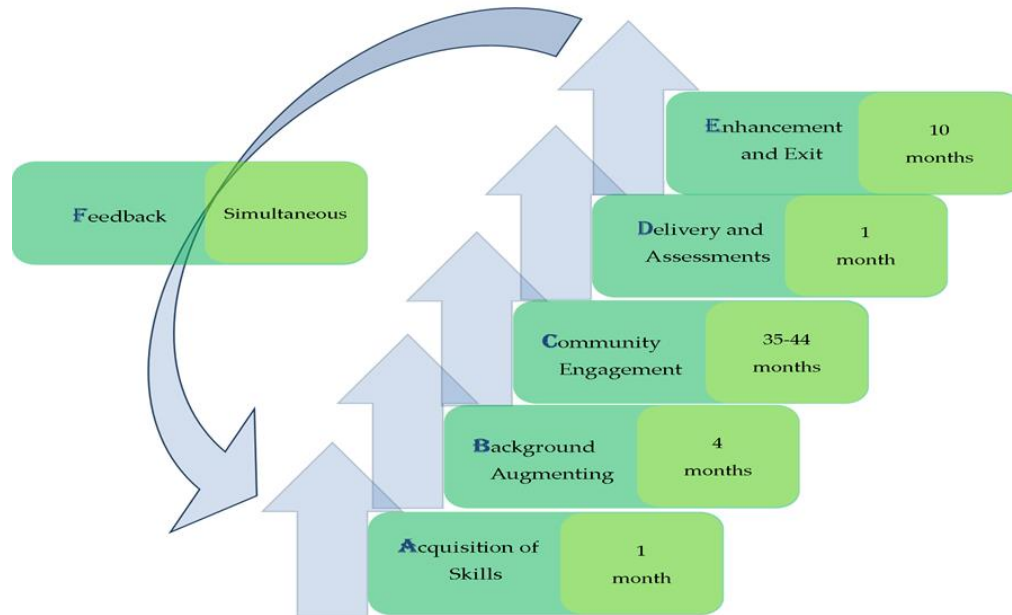 Enhancement
and Exit
10
months
Feedback
Simultaneous
Delivery and
Assessments
1
month
Community
Engagement
35-44
months
Background
Augmenting
4
months
Acquisition of
Skills
1
month